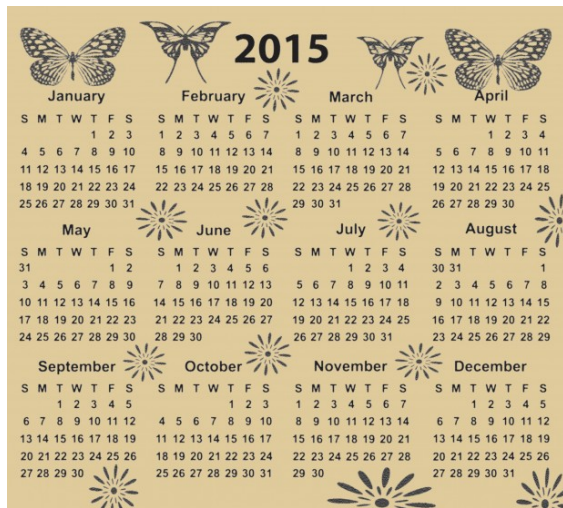 2015
January February March April
S M T W T F S S M T W T F S S M T W T F S S M T W T F S
1 2 3 1 2 3 4 5 6 7 1 2 3 4 5 6 7 1 2 3 4
4 5 6 7 8 9 10 8 9 10 11 12 13 14 8 9 10 11 12 13 14 5 6 7 8 9 10 11
11 12 13 14 15 16 17 15 16 17 18 19 20 21 15 16 17 18 19 20 21 12 13 14 15 16 17 18
18 19 20 21 22 23 24 22 23 24 25 26 27 28 22 23 24 25 26 27 28 19 20 21 22 23 24 25
25 26 27 28 29 30 31 29 30 31 26 27 28 29 30
May June July August
S M T W T F S S M T W T F S S M T W T F S S M T W T F S
31 1 2 1 2 3 4 5 6 1 2 3 4 30 31 1
3 4 5 6 7 8 9 7 8 9 10 11 12 13 5 6 7 8 9 10 11 2 3 4 5 6 7 8
10 11 12 13 14 15 16 14 15 16 17 18 19 20 12 13 14 15 16 17 18 9 10 11 12 13 14 15
17 18 19 20 21 22 23 21 22 23 24 25 26 27 19 20 21 22 23 24 25 16 17 18 19 20 21 22
24 25 26 27 28 29 30 28 29 30 26 27 28 29 30 31 23 24 25 26 27 28 29
September October November December
S M T W T F S S M T W T F S S M T W T F S S M T W T F S
1 2 3 4 5 1 2 3 1 2 3 4 5 6 7 1 2 3 4 5
6 7 8 9 10 11 12 4 5 6 7 8 9 10 8 9 10 11 12 13 14 6 7 8 9 10 11 12
13 14 15 16 17 18 19 11 12 13 14 15 16 17 15 16 17 18 19 20 21 13 14 15 16 17 18 19
20 21 22 23 24 25 26 18 19 20 21 22 23 24 22 23 24 25 26 27 28 20 21 22 23 24 25 26
27 28 29 30 25 26 27 28 29 30 31 29 30 27 28 29 30 31